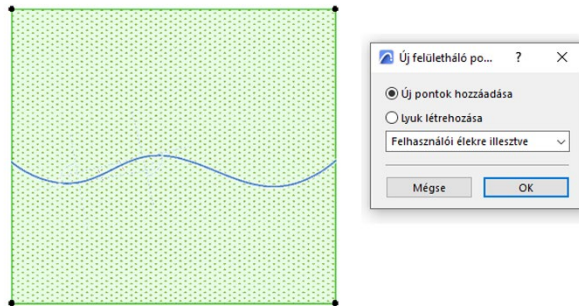 Új felületháló po...
Új pontok hozzáadása
Lyuk létrehozása
Felhasználói élekre illesztve
Mégse
OK